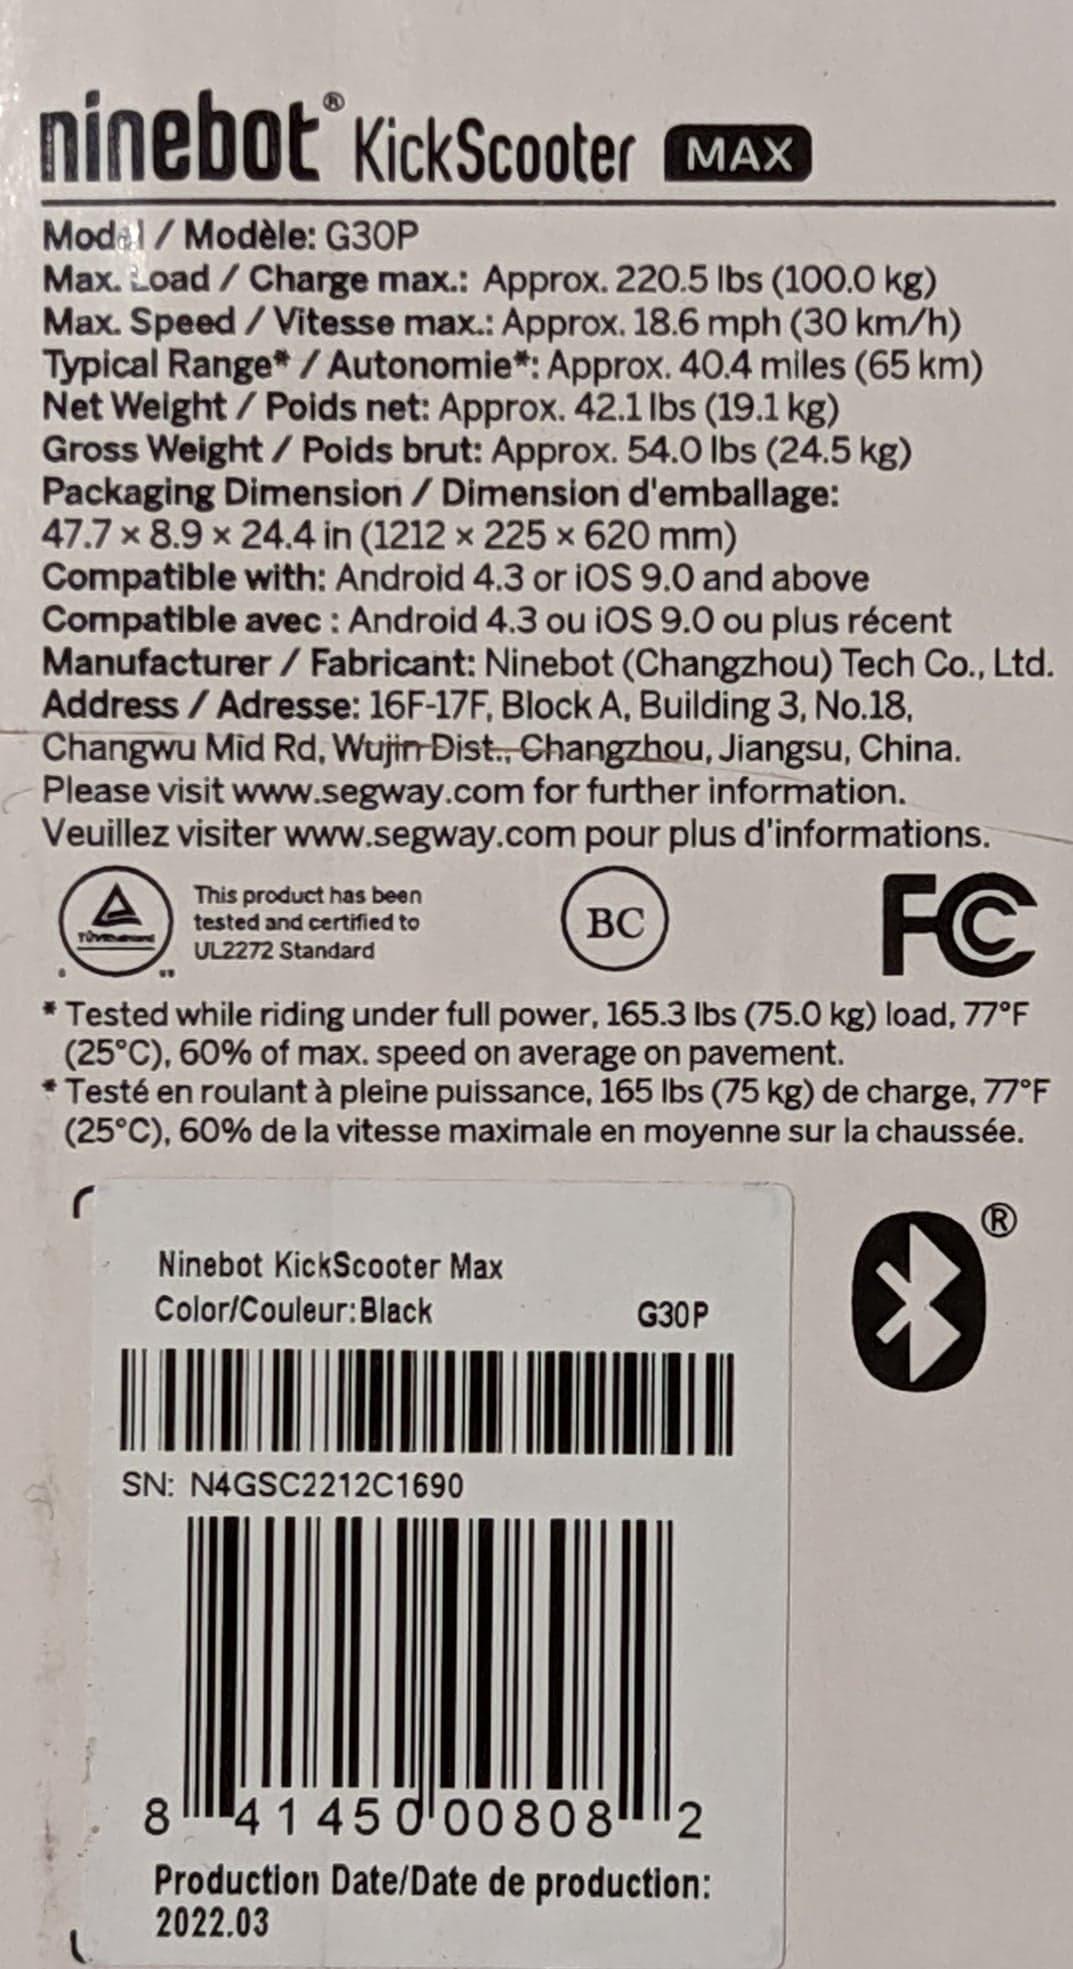 ninebot® KickScooter MAX
Model / Modèle: G30P
Max. Load / Charge max.: Approx. 220.5 lbs (100.0 kg)
Max. Speed / Vitesse max.: Approx. 18.6 mph (30 km/h)
Typical Range* / Autonomie*: Approx. 40.4 miles (65 km)
Net Weight / Poids net: Approx. 42.1 lbs (19.1 kg)
Gross Weight / Poids brut: Approx. 54.0 lbs (24.5 kg)
Packaging Dimension / Dimension d'emballage:
47.7 × 8.9 × 24.4 in (1212 × 225 × 620 mm)
Compatible with: Android 4.3 or iOS 9.0 and above
Compatible avec : Android 4.3 ou iOS 9.0 ou plus récent
Manufacturer / Fabricant: Ninebot (Changzhou) Tech Co., Ltd.
Address / Adresse: 16F-17F, Block A, Building 3, No.18,
Changwu Mid Rd, Wujin Dist., Changzhou, Jiangsu, China.
Please visit www.segway.com for further information.
Veuillez visiter www.segway.com pour plus d'informations.
TÜVRheinland
This product has been
tested and certified to
UL2272 Standard
BC
FC
* Tested while riding under full power, 165.3 lbs (75.0 kg) load, 77°F
(25°C), 60% of max. speed on average on pavement.
* Testé en roulant à pleine puissance, 165 lbs (75 kg) de charge, 77°F
(25°C), 60% de la vitesse maximale en moyenne sur la chaussée.
®
Ninebot KickScooter Max
Color/Couleur:Black G30P
SN: N4GSC2212C1690
8 41450 00808 2
Production Date/Date de production:
2022.03